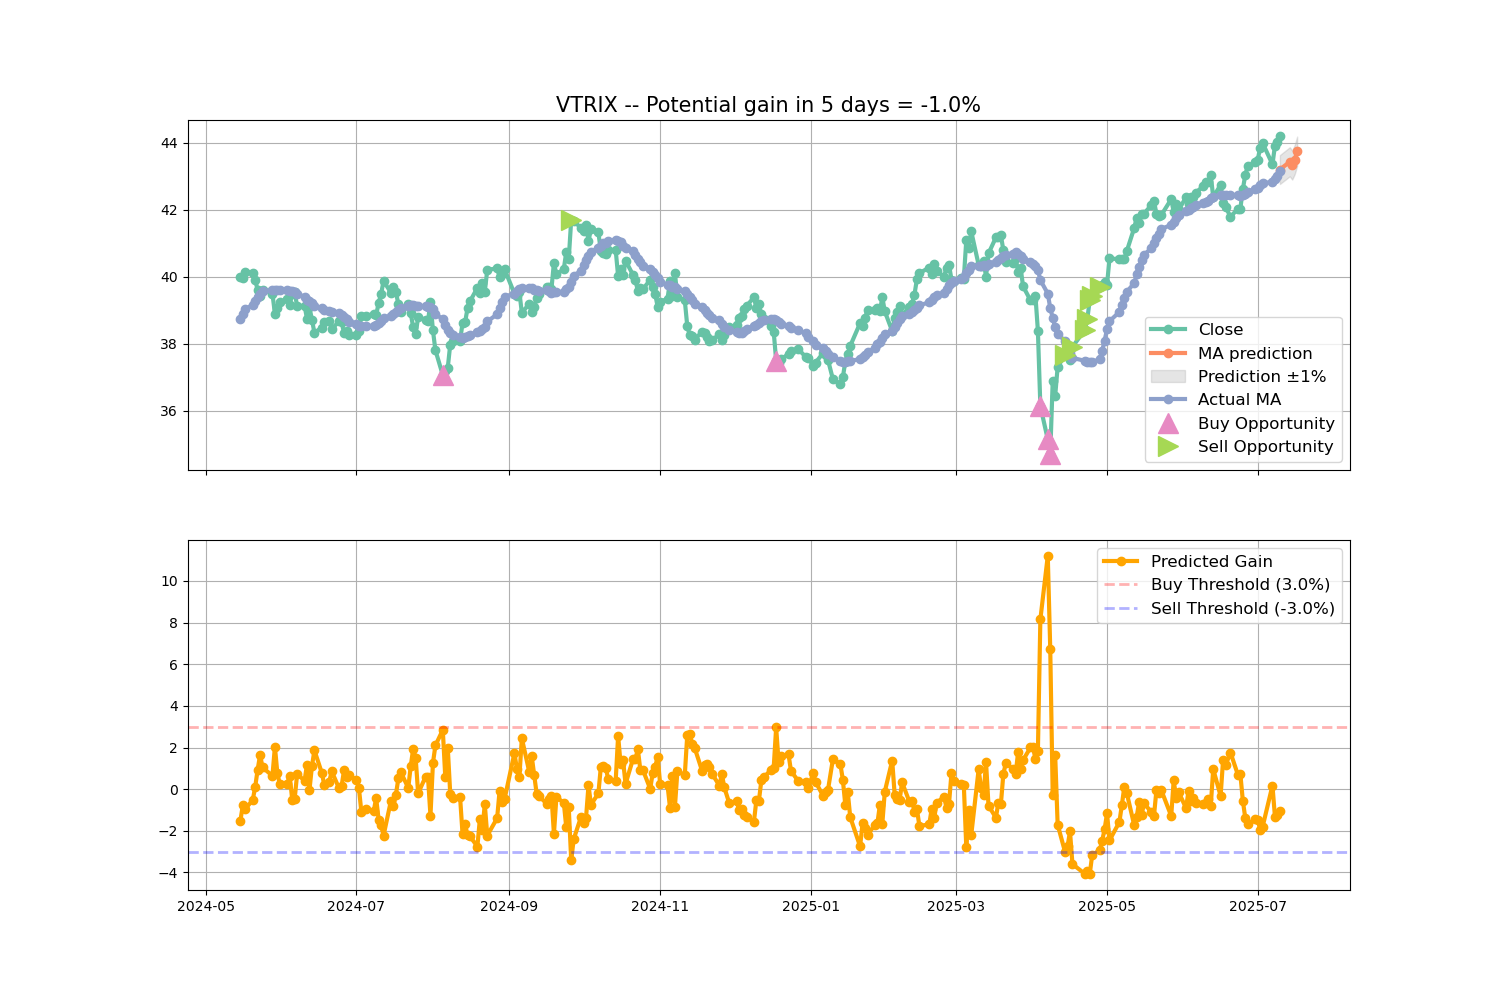 VTRIX -- Potential gain in 5 days = -1.0%
44
42
40
38
36
Close
MA prediction
Prediction ±1%
Actual MA
Buy Opportunity
Sell Opportunity
10
8
6
4
2
0
−2
−4
Predicted Gain
Buy Threshold (3.0%)
Sell Threshold (-3.0%)
2024-05
2024-07
2024-09
2024-11
2025-01
2025-03
2025-05
2025-07